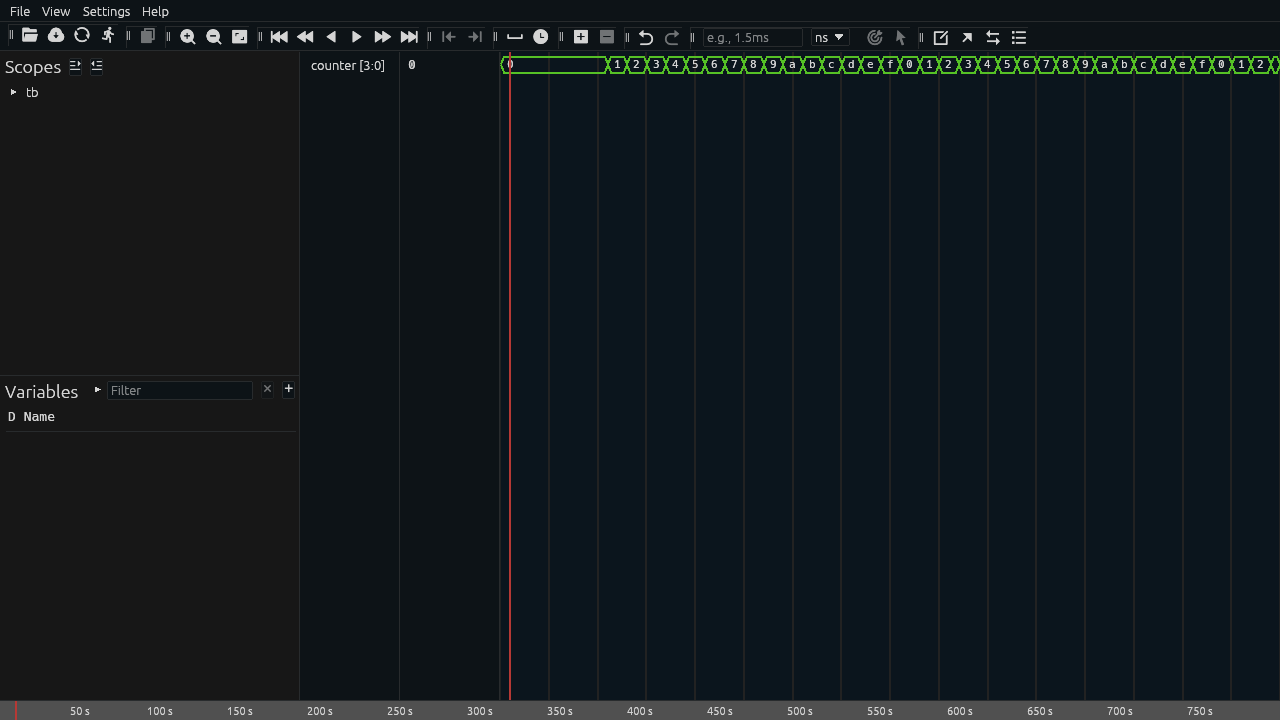 File View Settings Help
e.g., 1.5ms ns
Scopes
tb
counter [3:0] 0
0 1 2 3 4 5 6 7 8 9 a b c d e f 0 1 2 3 4 5 6 7 8 9 a b c d e f 0 1 2
Variables Filter
D Name
50 s 100 s 150 s 200 s 250 s 300 s 350 s 400 s 450 s 500 s 550 s 600 s 650 s 700 s 750 s